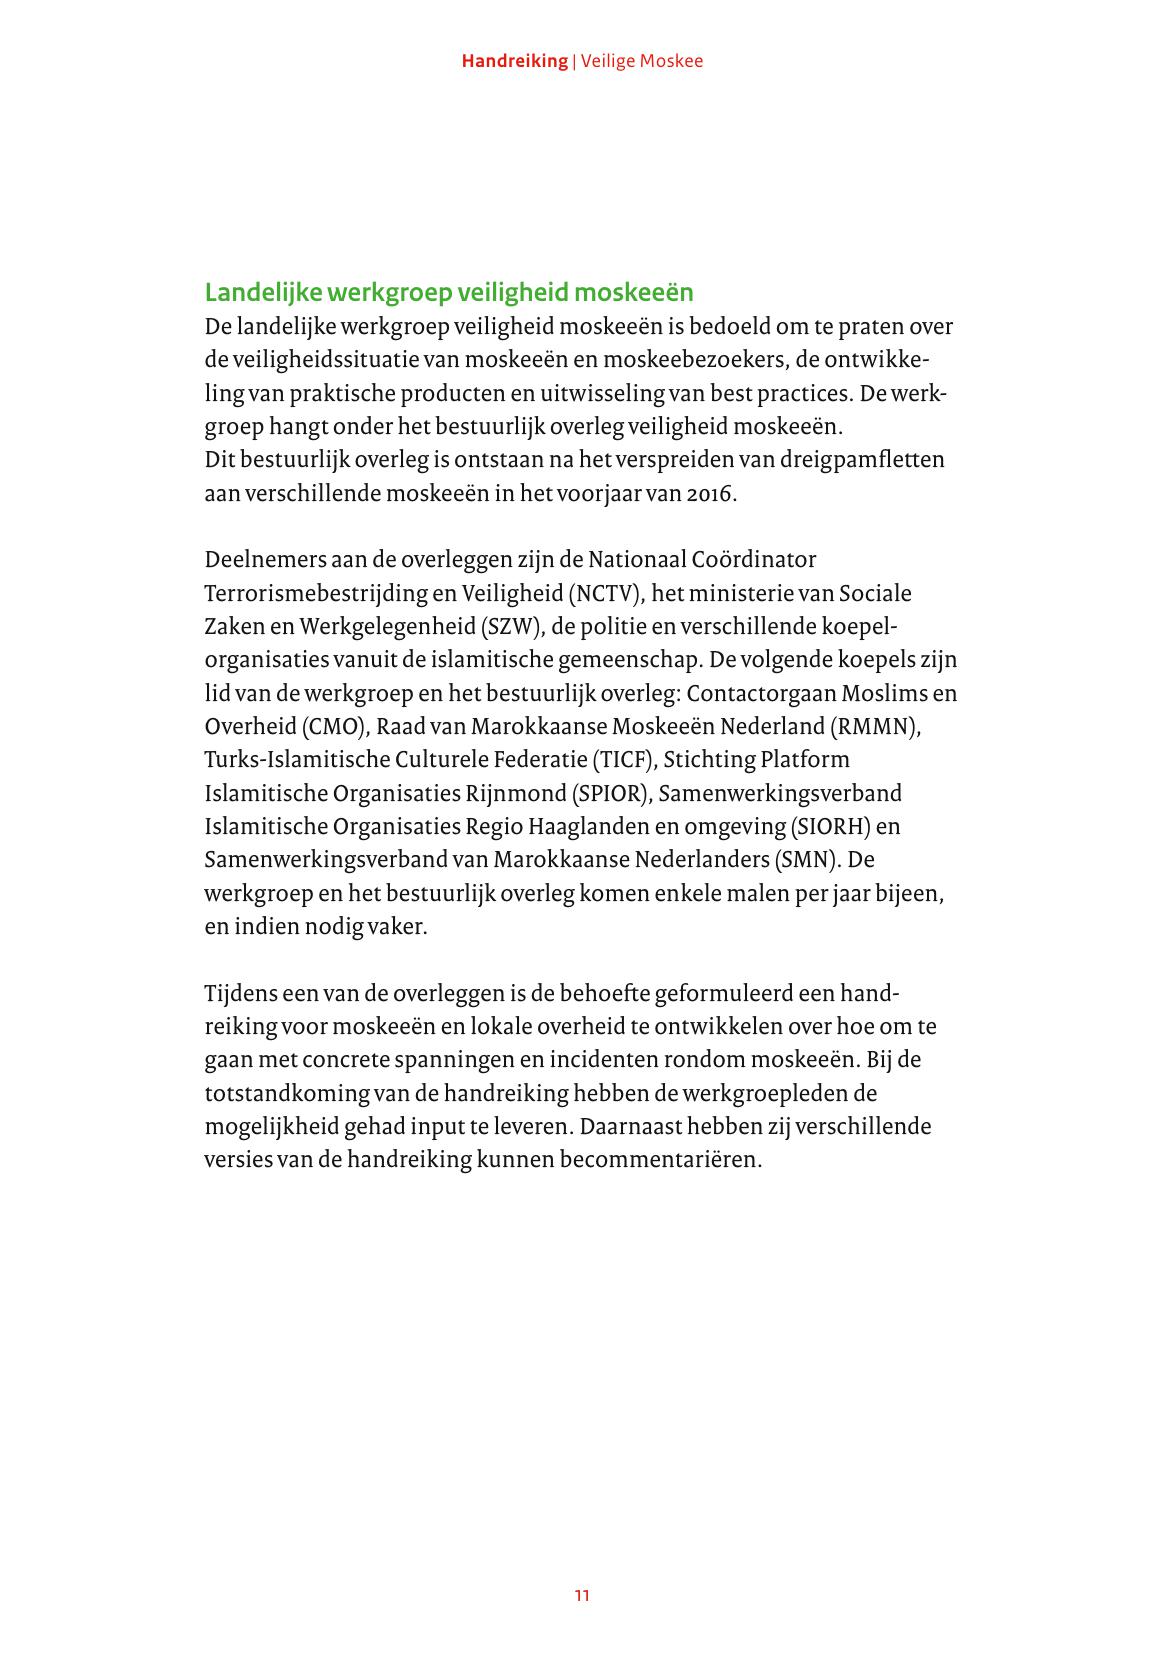 Handreiking | Veilige Moskee
Landelijke werkgroep veiligheid moskeeën
De landelijke werkgroep veiligheid moskeeën is bedoeld om te praten over
de veiligheidssituatie van moskeeën en moskeebezoekers, de ontwikke-
ling van praktische producten en uitwisseling van best practices. De werk-
groep hangt onder het bestuurlijk overleg veiligheid moskeeën.
Dit bestuurlijk overleg is ontstaan na het verspreiden van dreigpamfletten
aan verschillende moskeeën in het voorjaar van 2016.
Deelnemers aan de overleggen zijn de Nationaal Coördinator
Terrorismebestrijding en Veiligheid (NCTV), het ministerie van Sociale
Zaken en Werkgelegenheid (SZW), de politie en verschillende koepel-
organisaties vanuit de islamitische gemeenschap. De volgende koepels zijn
lid van de werkgroep en het bestuurlijk overleg: Contactorgaan Moslims en
Overheid (CMO), Raad van Marokkaanse Moskeeën Nederland (RMMN),
Turks-Islamitische Culturele Federatie (TICF), Stichting Platform
Islamitische Organisaties Rijnmond (SPIOR), Samenwerkingsverband
Islamitische Organisaties Regio Haaglanden en omgeving (SIORH) en
Samenwerkingsverband van Marokkaanse Nederlanders (SMN). De
werkgroep en het bestuurlijk overleg komen enkele malen per jaar bijeen,
en indien nodig vaker.
Tijdens een van de overleggen is de behoefte geformuleerd een hand-
reiking voor moskeeën en lokale overheid te ontwikkelen over hoe om te
gaan met concrete spanningen en incidenten rondom moskeeën. Bij de
totstandkoming van de handreiking hebben de werkgroepleden de
mogelijkheid gehad input te leveren. Daarnaast hebben zij verschillende
versies van de handreiking kunnen becommentariëren.
11